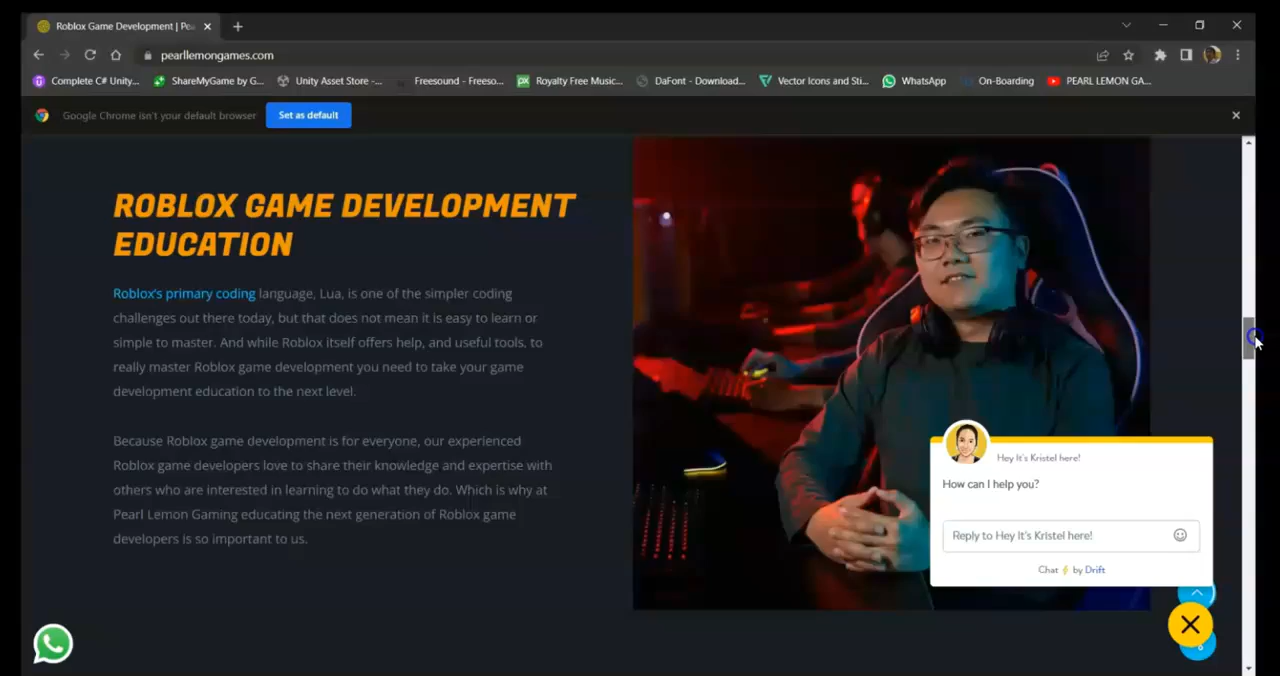 Roblox Game Development | Pe
pearllemongames.com
Complete C# Unity... ShareMyGame by G... Unity Asset Store -... Freesound - Freeso... Royalty Free Music... DaFont - Download... Vector Icons and Sti... WhatsApp On-Boarding PEARL LEMON GA...
Google Chrome isn't your default browser Set as default
ROBLOX GAME DEVELOPMENT
EDUCATION
Roblox's primary coding language, Lua, is one of the simpler coding
challenges out there today, but that does not mean it is easy to learn or
simple to master. And while Roblox itself offers help, and useful tools, to
really master Roblox game development you need to take your game
development education to the next level.
Because Roblox game development is for everyone, our experienced
Roblox game developers love to share their knowledge and expertise with
others who are interested in learning to do what they do. Which is why at
Pearl Lemon Gaming educating the next generation of Roblox game
developers is so important to us.
Hey It's Kristel here!
How can I help you?
Reply to Hey It's Kristel here!
Chat by Drift